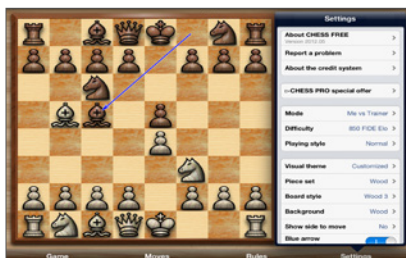 Settings
About CHESS FREE
Report a problem
About the credit system
t-CHESS PRO special offer
Mode Me vs Trainer
Difficulty 850 FIDE Elo
Playing style Normal
Visual theme Customized
Piece set Wood
Board style Wood 3
Background Wood
Show side to move No
Blue arrow
Game Moves Rules Settings